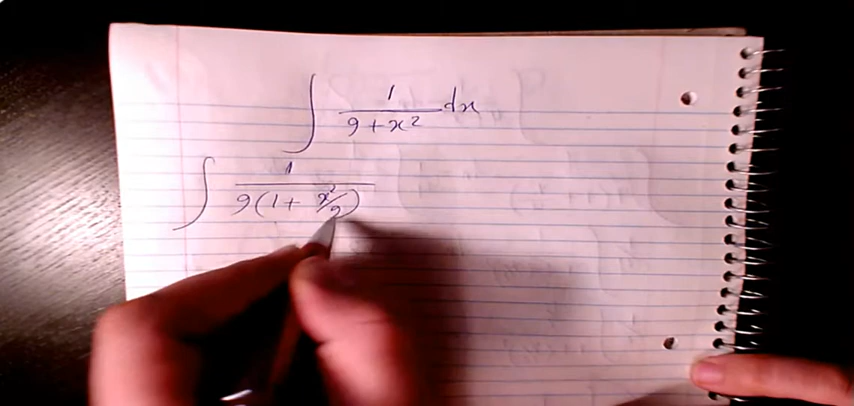 ∫ 1/(9 + x²) dx
∫ 1/(9(1 + x²/9))